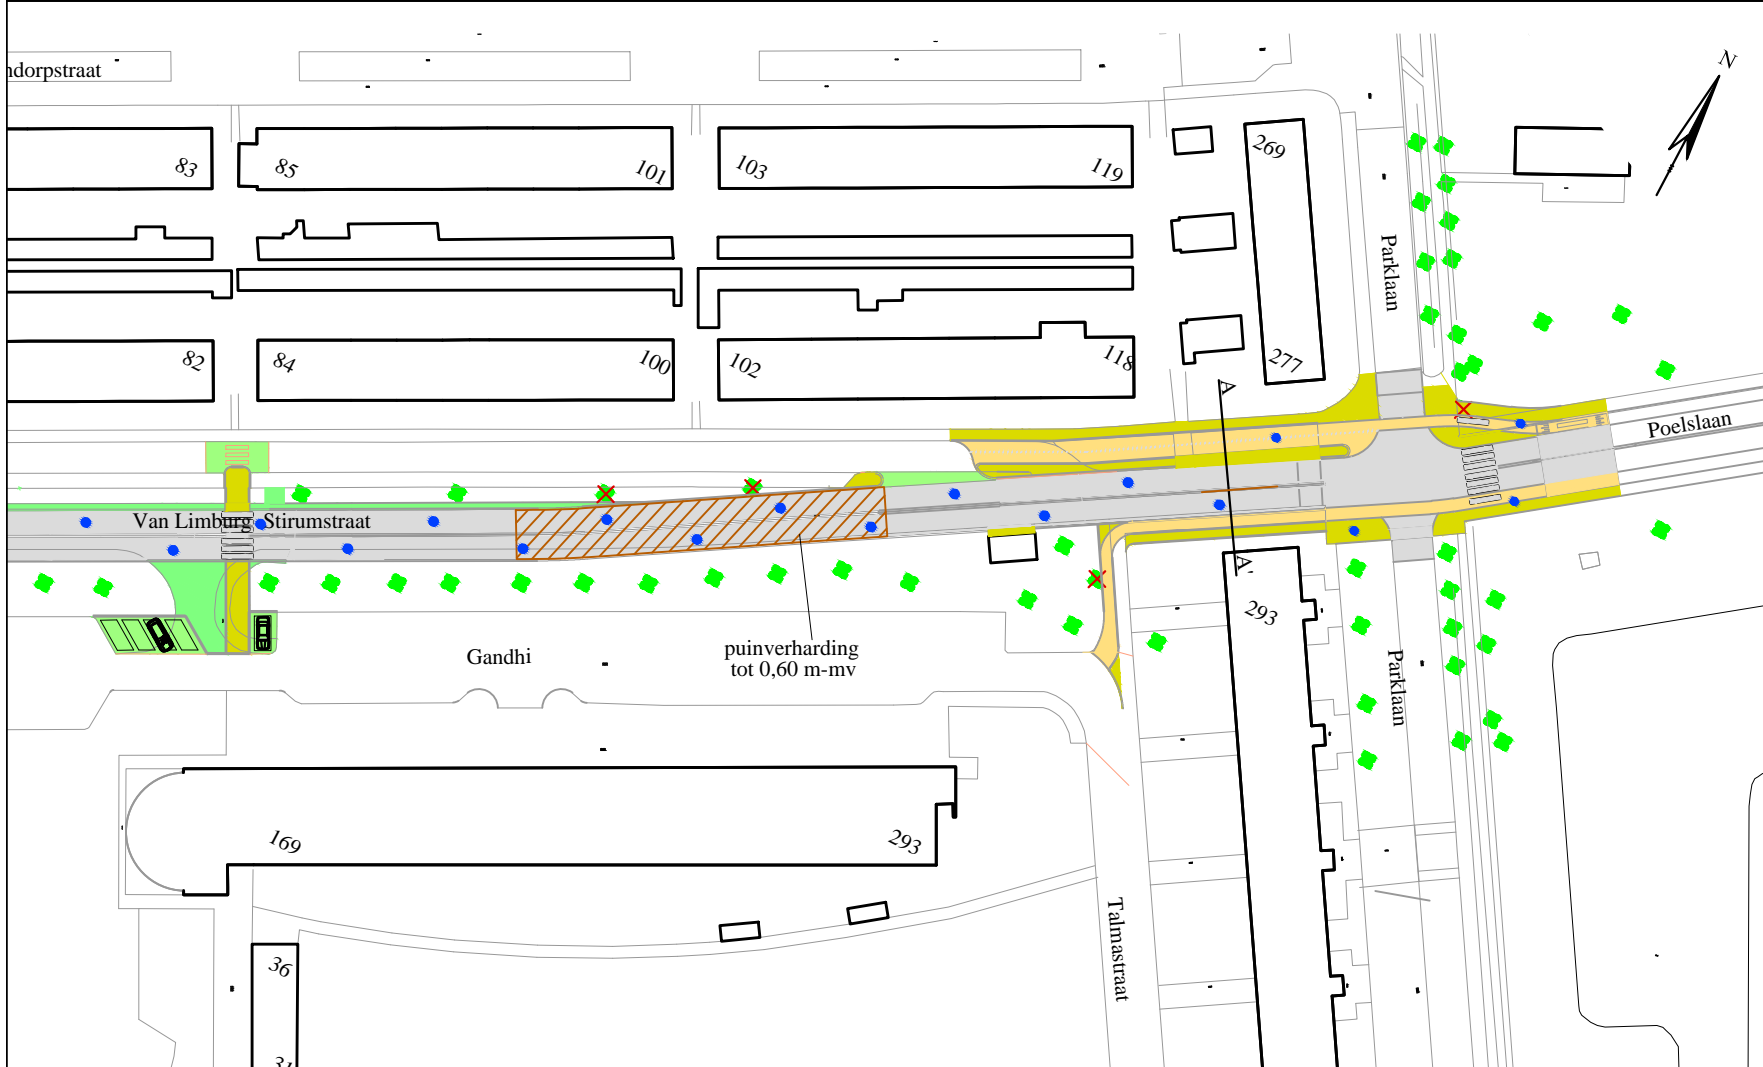 ndorpstraat
N
83
85
101
103
119
269
Parklaan
82
84
100
102
118
277
A
Poelslaan
Van Limburg Stirumstraat
A'
293
puinverharding
tot 0,60 m-mv
Gandhi
Parklaan
169
293
Talmastraat
36